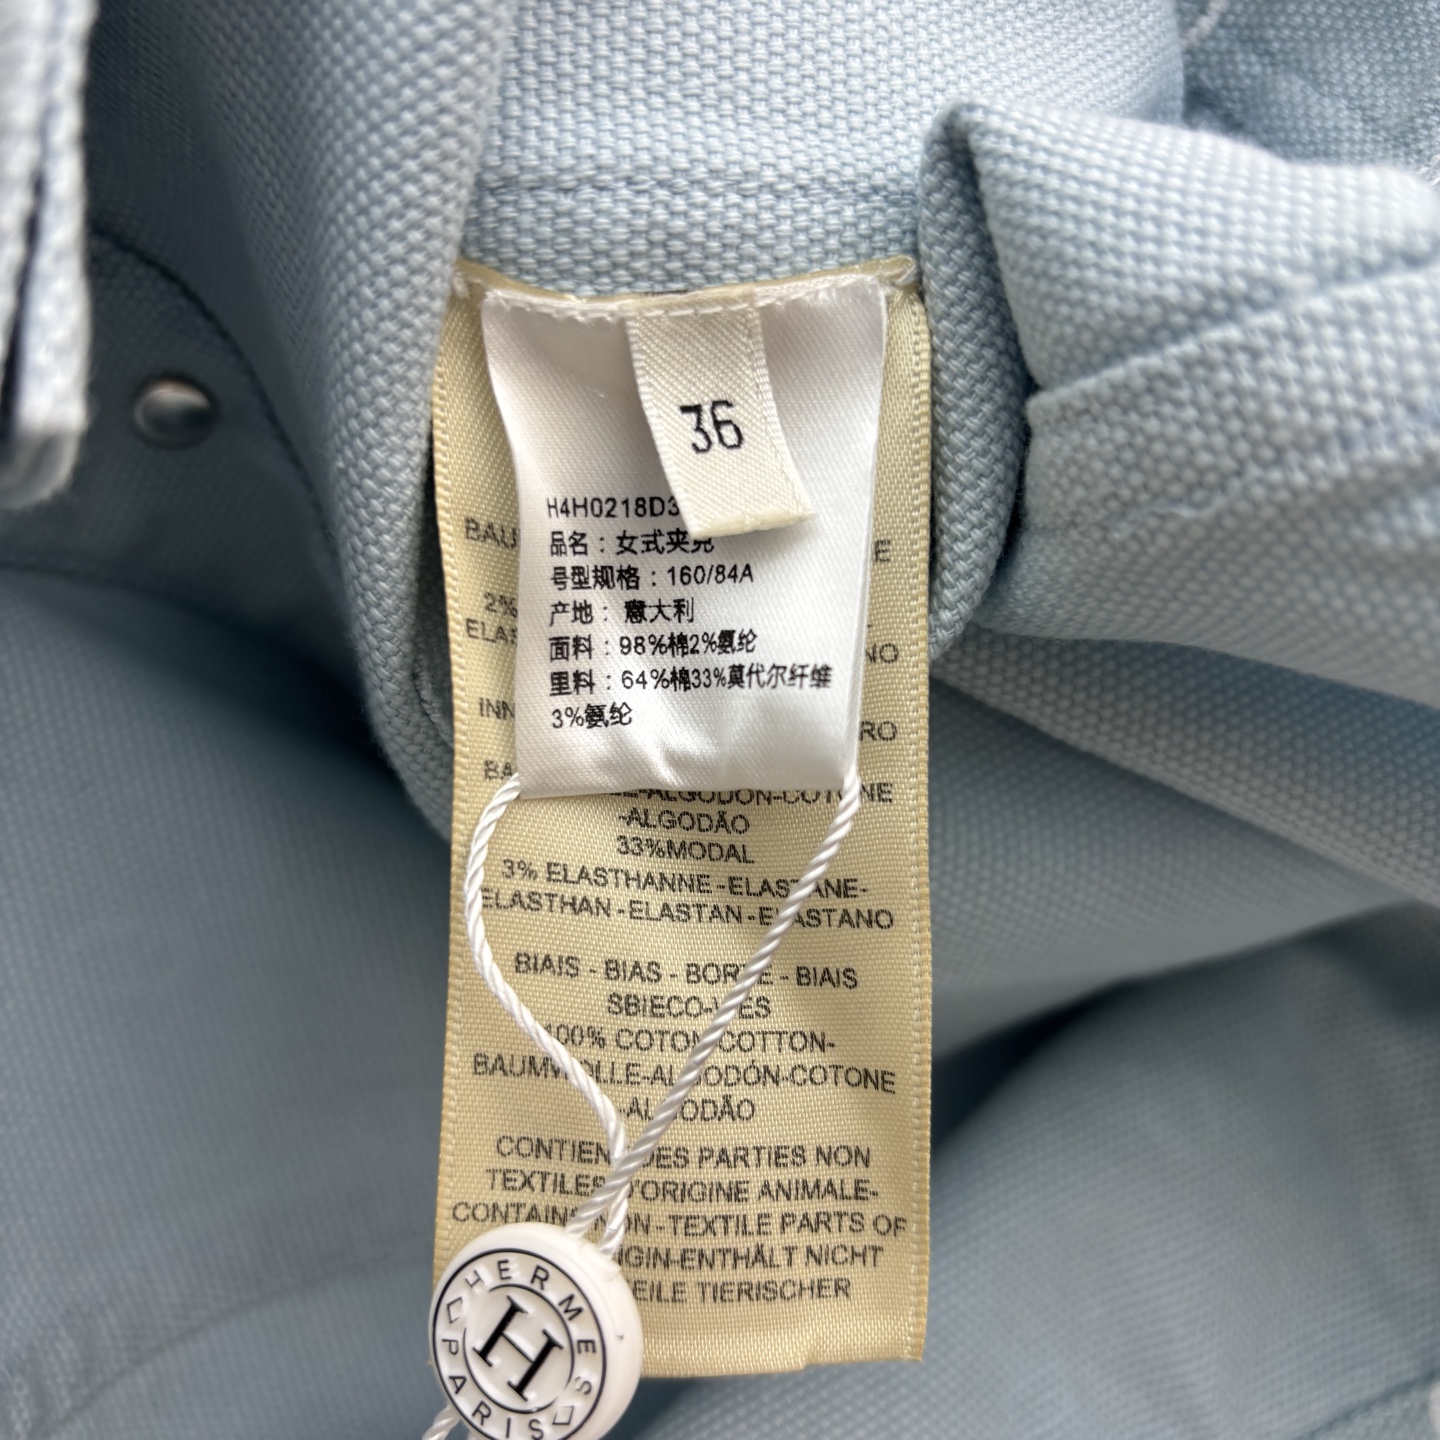 36
H4H0218D3
品名：女式夹克
号型规格：160/84A
产地：意大利
面料：98%棉2%氨纶
里料：64%棉33%莫代尔纤维
3%氨纶
2%
-ALGODÓN-COTONE
-ALGODÃO
33%MODAL
3% ELASTHANNE-ELASTANE-
ELASTHAN-ELASTAN-ELASTANO
BIAIS - BIAS - BORTE - BIAIS
SBIECO-VIÉS
100% COTON-COTTON-
BAUMWOLLE-ALGODÓN-COTONE
-ALGODÃO
CONTIENT DES PARTIES NON
TEXTILES D'ORIGINE ANIMALE-
CONTAINS NON-TEXTILE PARTS OF
ENTHÄLT NICHT
TIERISCHER
HERMES
PARIS
H